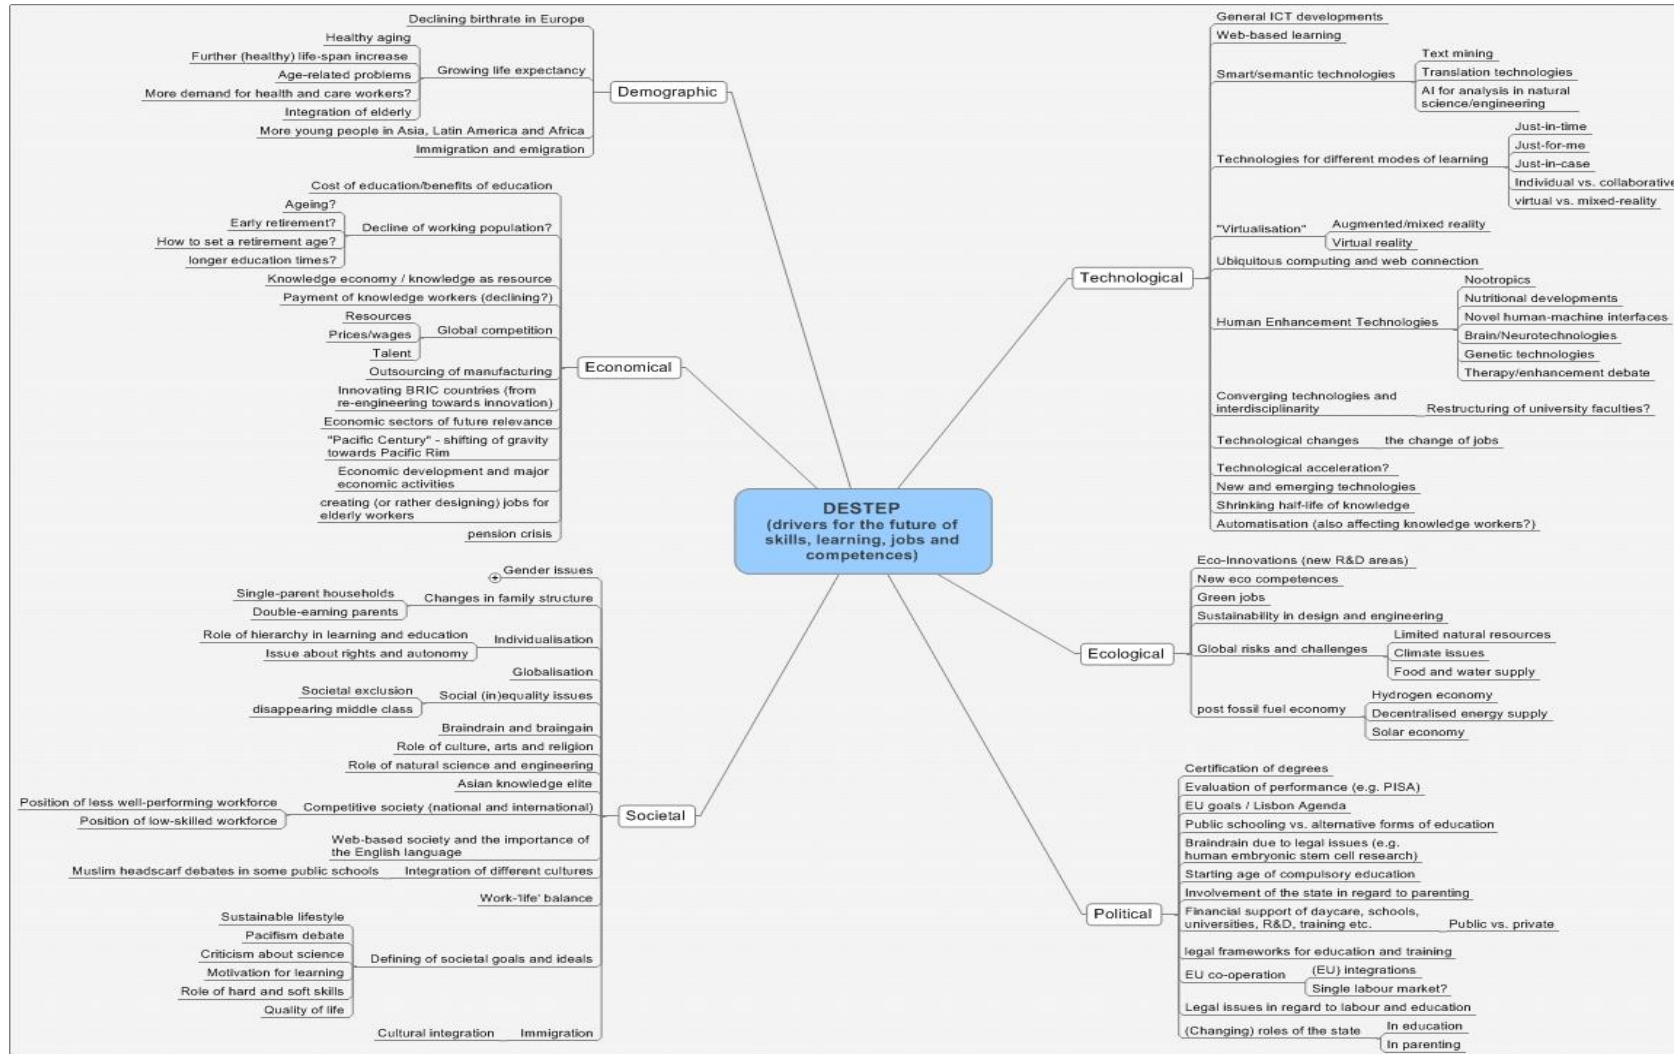 Declining birthrate in Europe
Healthy aging
Further (healthy) life-span increase
Age-related problems
More demand for health and care workers?
Integration of elderly
Growing life expectancy
More young people in Asia, Latin America and Africa
Immigration and emigration
Demographic
Cost of education/benefits of education
Ageing?
Early retirement?
How to set a retirement age?
longer education times?
Decline of working population?
Knowledge economy / knowledge as resource
Payment of knowledge workers (declining?)
Resources
Prices/wages
Talent
Global competition
Outsourcing of manufacturing
Innovating BRIC countries (from
re-engineering towards innovation)
Economic sectors of future relevance
"Pacific Century" - shifting of gravity
towards Pacific Rim
Economic development and major
economic activities
creating (or rather designing) jobs for
elderly workers
pension crisis
Economical
Gender issues
Single-parent households
Double-earning parents
Changes in family structure
Role of hierarchy in learning and education
Issue about rights and autonomy
Individualisation
Globalisation
Societal exclusion
disappearing middle class
Social (in)equality issues
Braindrain and braingain
Role of culture, arts and religion
Role of natural science and engineering
Asian knowledge elite
Position of less well-performing workforce
Position of low-skilled workforce
Competitive society (national and international)
Web-based society and the importance of
the English language
Muslim headscarf debates in some public schools
Integration of different cultures
Work-'life' balance
Sustainable lifestyle
Pacifism debate
Criticism about science
Motivation for learning
Role of hard and soft skills
Quality of life
Defining of societal goals and ideals
Cultural integration
Immigration
Societal
DESTEP
(drivers for the future of
skills, learning, jobs and
competences)
Technological
General ICT developments
Web-based learning
Smart/semantic technologies
Text mining
Translation technologies
AI for analysis in natural
science/engineering
Technologies for different modes of learning
Just-in-time
Just-for-me
Just-in-case
Individual vs. collaborative
virtual vs. mixed-reality
"Virtualisation"
Augmented/mixed reality
Virtual reality
Ubiquitous computing and web connection
Human Enhancement Technologies
Nootropics
Nutritional developments
Novel human-machine interfaces
Brain/Neurotechnologies
Genetic technologies
Therapy/enhancement debate
Converging technologies and
interdisciplinarity
Restructuring of university faculties?
Technological changes
the change of jobs
Technological acceleration?
New and emerging technologies
Shrinking half-life of knowledge
Automatisation (also affecting knowledge workers?)
Ecological
Eco-Innovations (new R&D areas)
New eco competences
Green jobs
Sustainability in design and engineering
Global risks and challenges
Limited natural resources
Climate issues
Food and water supply
post fossil fuel economy
Hydrogen economy
Decentralised energy supply
Solar economy
Political
Certification of degrees
Evaluation of performance (e.g. PISA)
EU goals / Lisbon Agenda
Public schooling vs. alternative forms of education
Braindrain due to legal issues (e.g.
human embryonic stem cell research)
Starting age of compulsory education
Involvement of the state in regard to parenting
Financial support of daycare, schools,
universities, R&D, training etc.
Public vs. private
legal frameworks for education and training
EU co-operation
(EU) integrations
Single labour market?
Legal issues in regard to labour and education
(Changing) roles of the state
In education
In parenting